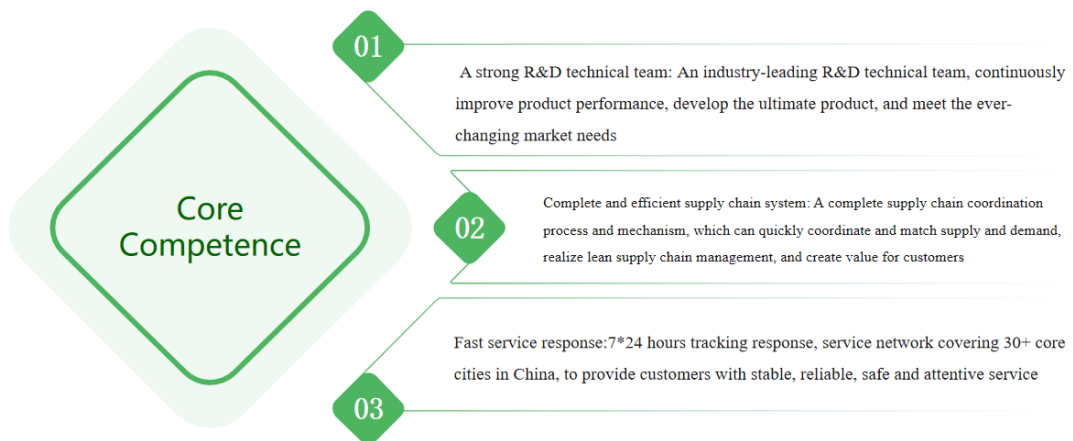 Core
Competence
01
A strong R&D technical team: An industry-leading R&D technical team, continuously
improve product performance, develop the ultimate product, and meet the ever-
changing market needs
02
Complete and efficient supply chain system: A complete supply chain coordination
process and mechanism, which can quickly coordinate and match supply and demand,
realize lean supply chain management, and create value for customers
03
Fast service response:7*24 hours tracking response, service network covering 30+ core
cities in China, to provide customers with stable, reliable, safe and attentive service